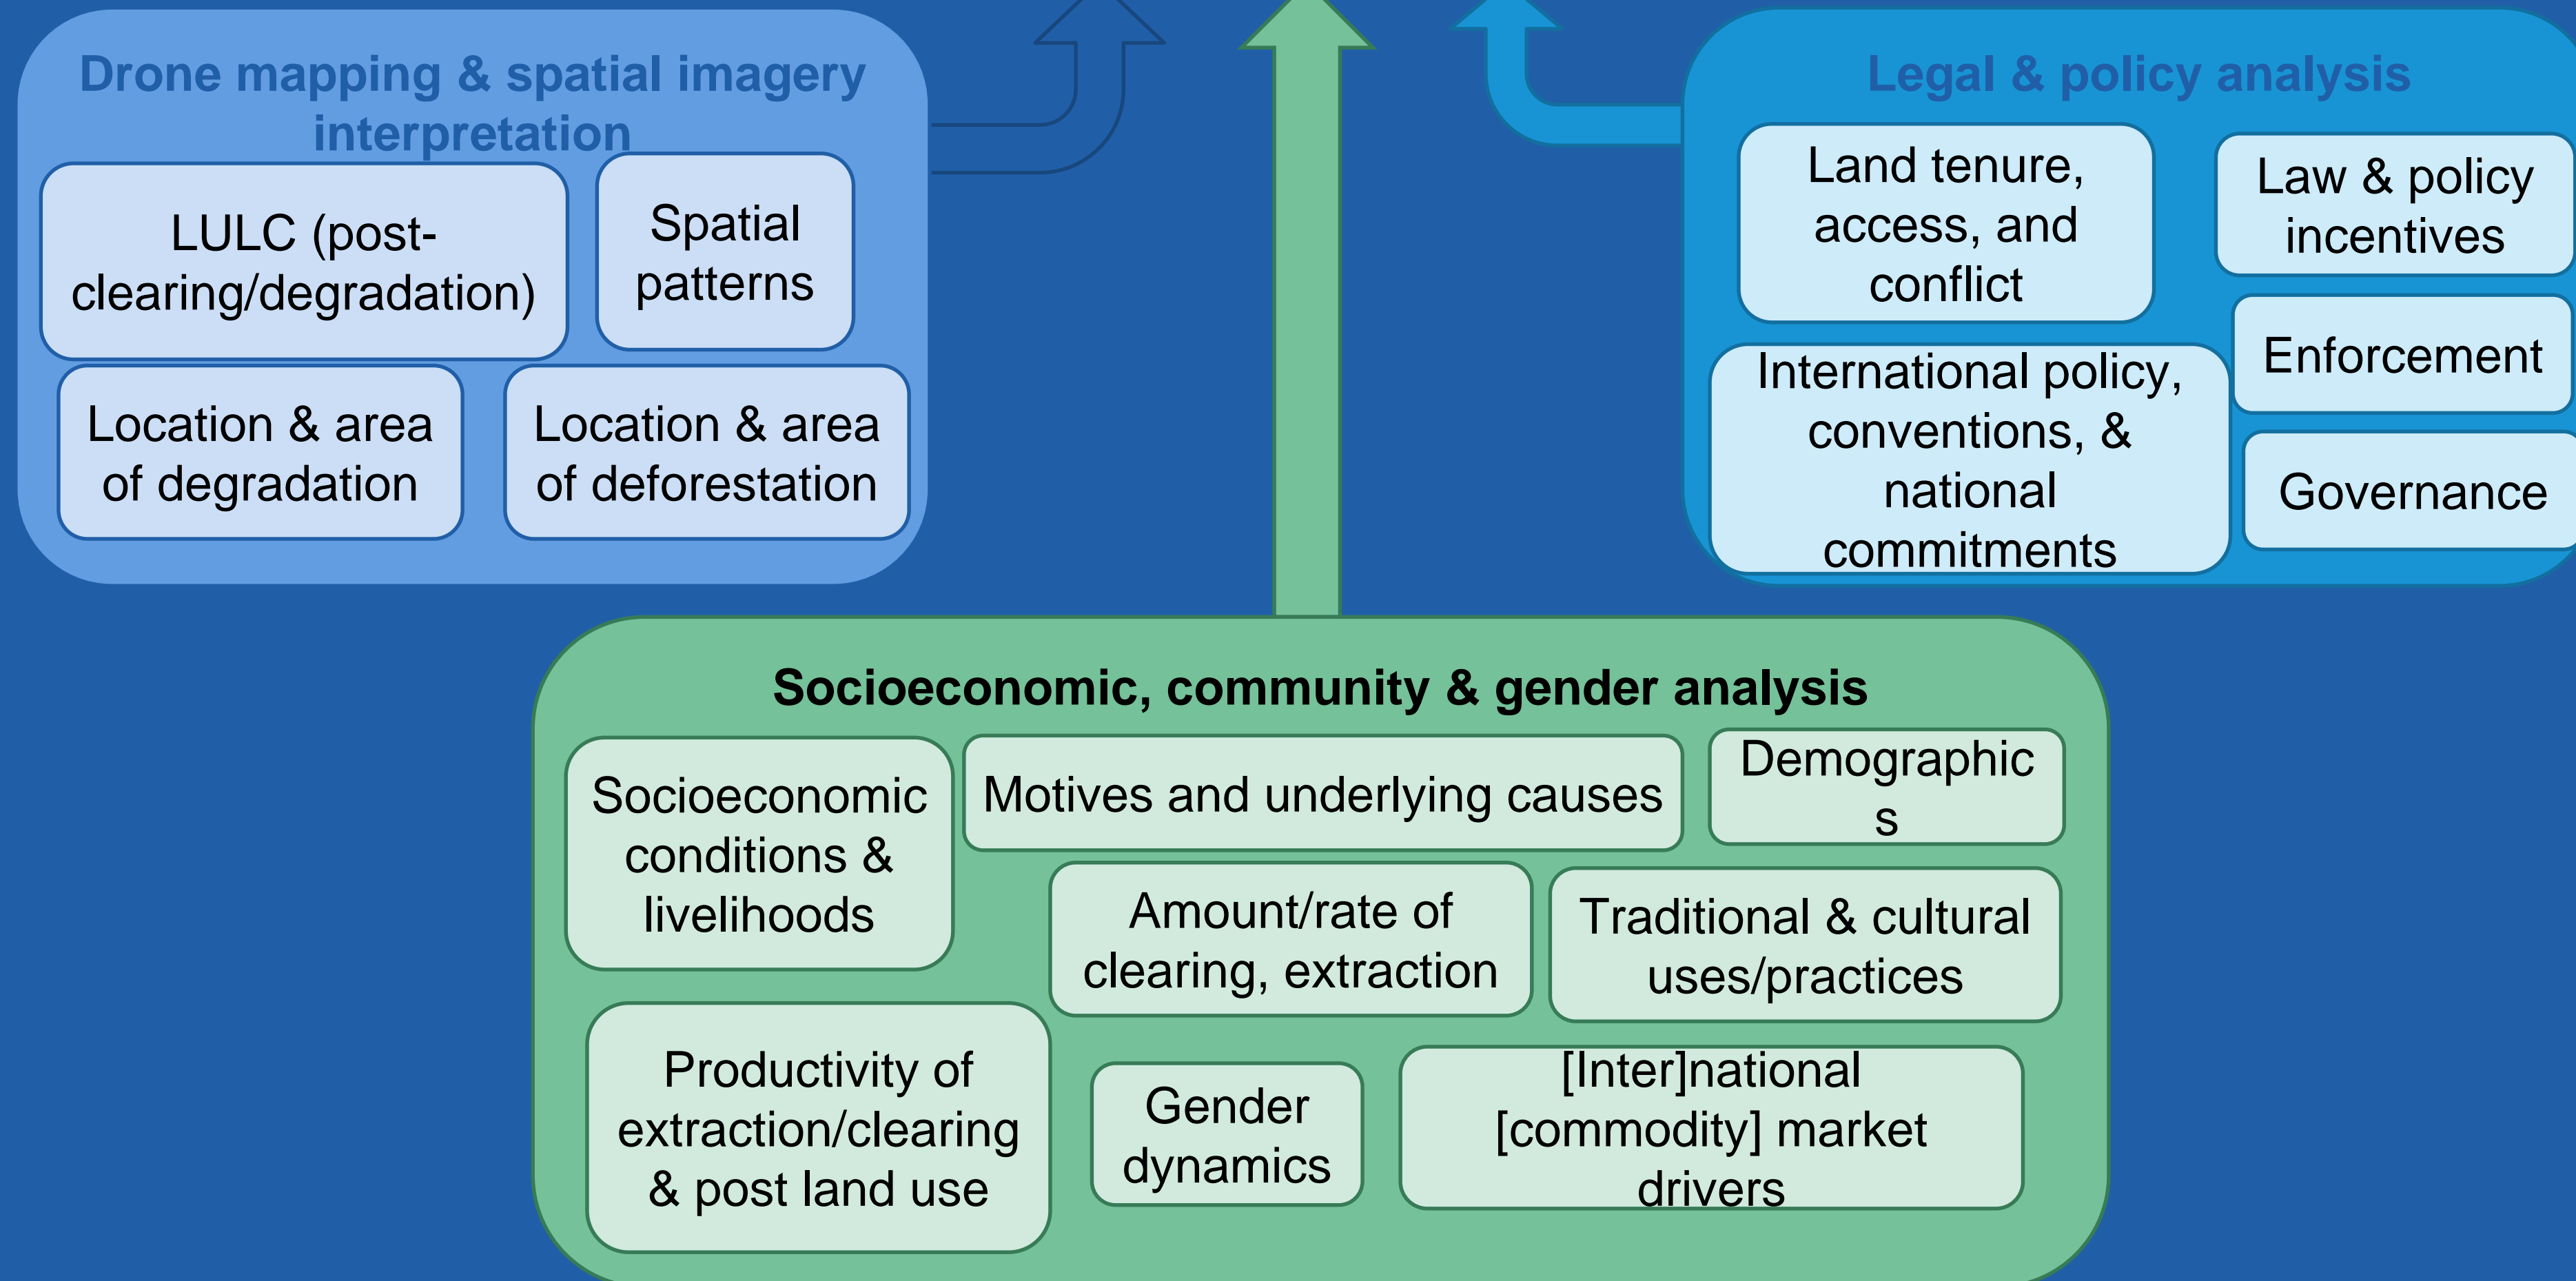 Drone mapping & spatial imagery
interpretation
LULC (post-
clearing/degradation)
Spatial
patterns
Location & area
of degradation
Location & area
of deforestation
Legal & policy analysis
Land tenure,
access, and
conflict
Law & policy
incentives
International policy,
conventions, &
national
commitments
Enforcement
Governance
Socioeconomic, community & gender analysis
Socioeconomic
conditions &
livelihoods
Motives and underlying causes
Demographic
s
Amount/rate of
clearing, extraction
Traditional & cultural
uses/practices
Productivity of
extraction/clearing
& post land use
Gender
dynamics
[Inter]national
[commodity] market
drivers